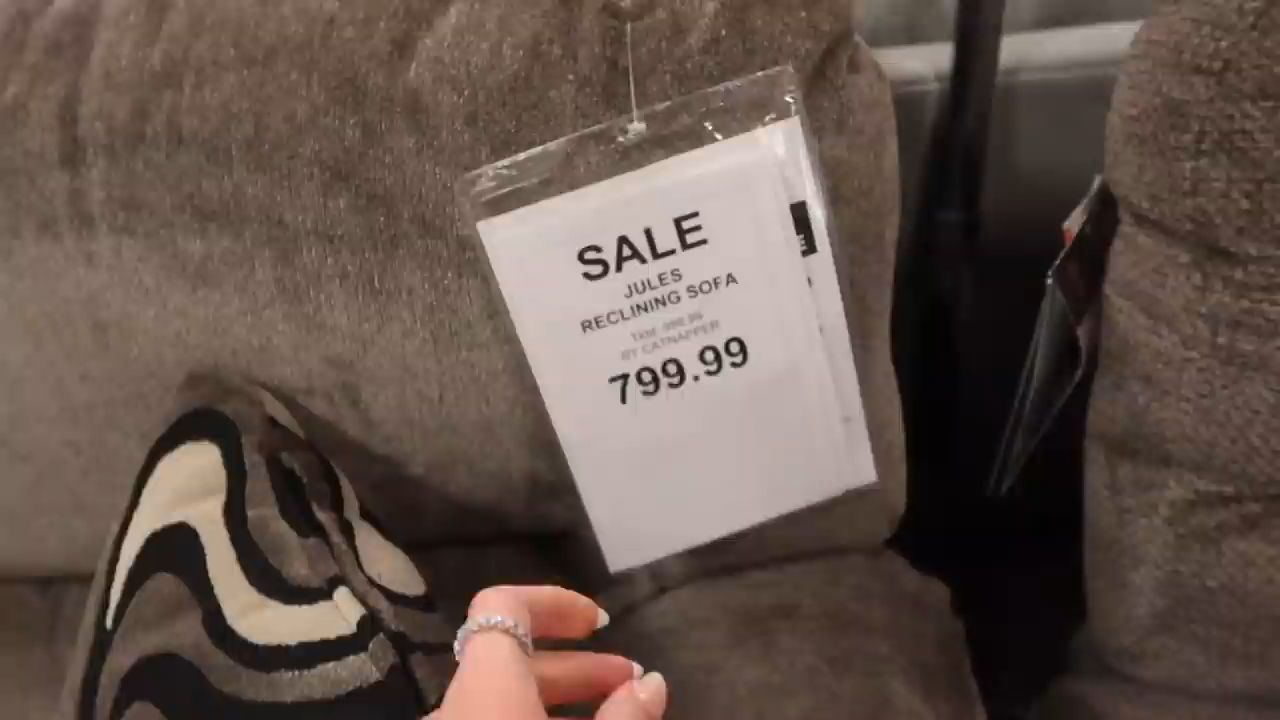 SALE
JULES
RECLINING SOFA
BY CATNAPPER
799.99